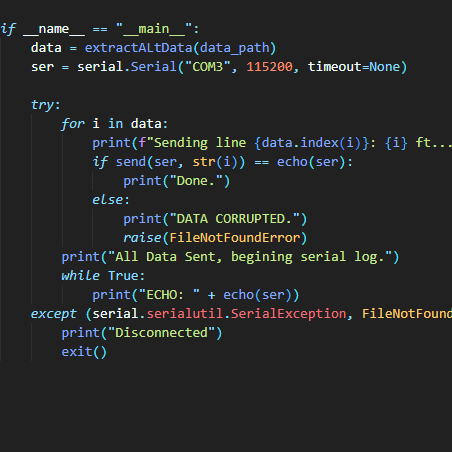 if __name__ == "__main__":
    data = extractALtData(data_path)
    ser = serial.Serial("COM3", 115200, timeout=None)
    try:
        for i in data:
            print(f"Sending line {data.index(i)}: {i} ft...
            if send(ser, str(i)) == echo(ser):
                print("Done.")
            else:
                print("DATA CORRUPTED.")
                raise(FileNotFoundError)
        print("All Data Sent, begining serial log.")
        while True:
            print("ECHO: " + echo(ser))
    except (serial.serialutil.SerialException, FileNotFound
        print("Disconnected")
        exit()